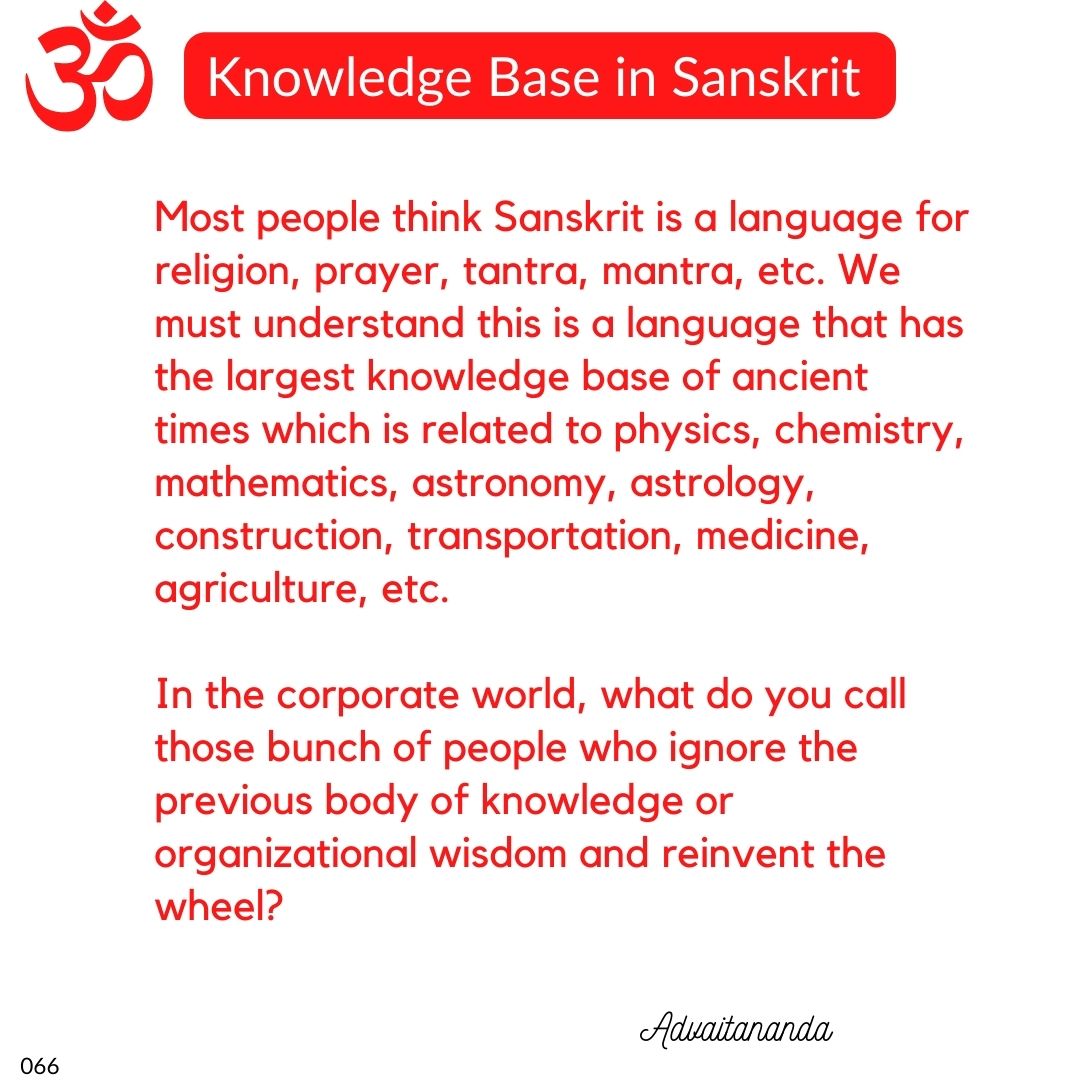 ॐ
Knowledge Base in Sanskrit
Most people think Sanskrit is a language for
religion, prayer, tantra, mantra, etc. We
must understand this is a language that has
the largest knowledge base of ancient
times which is related to physics, chemistry,
mathematics, astronomy, astrology,
construction, transportation, medicine,
agriculture, etc.
In the corporate world, what do you call
those bunch of people who ignore the
previous body of knowledge or
organizational wisdom and reinvent the
wheel?
Advaitananda
066